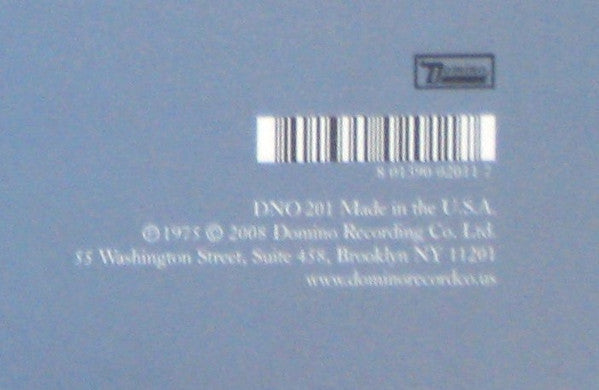 Domino
8 01390 02011 7
DNO 201 Made in the U.S.A.
℗1975 © 2008 Domino Recording Co. Ltd.
55 Washington Street, Suite 458, Brooklyn NY 11201
www.dominorecordco.us